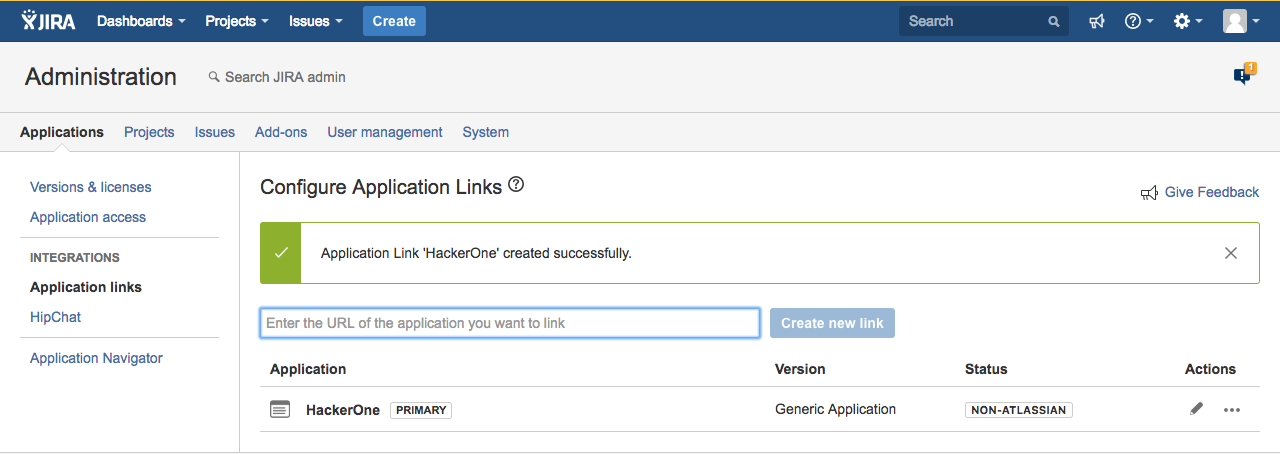 JIRA Dashboards Projects Issues Create Search
Administration Search JIRA admin 1
Applications Projects Issues Add-ons User management System
Versions & licenses
Application access
INTEGRATIONS
Application links
HipChat
Application Navigator
Configure Application Links ?
Give Feedback
Application Link 'HackerOne' created successfully.
Enter the URL of the application you want to link Create new link
Application Version Status Actions
HackerOne PRIMARY Generic Application NON-ATLASSIAN